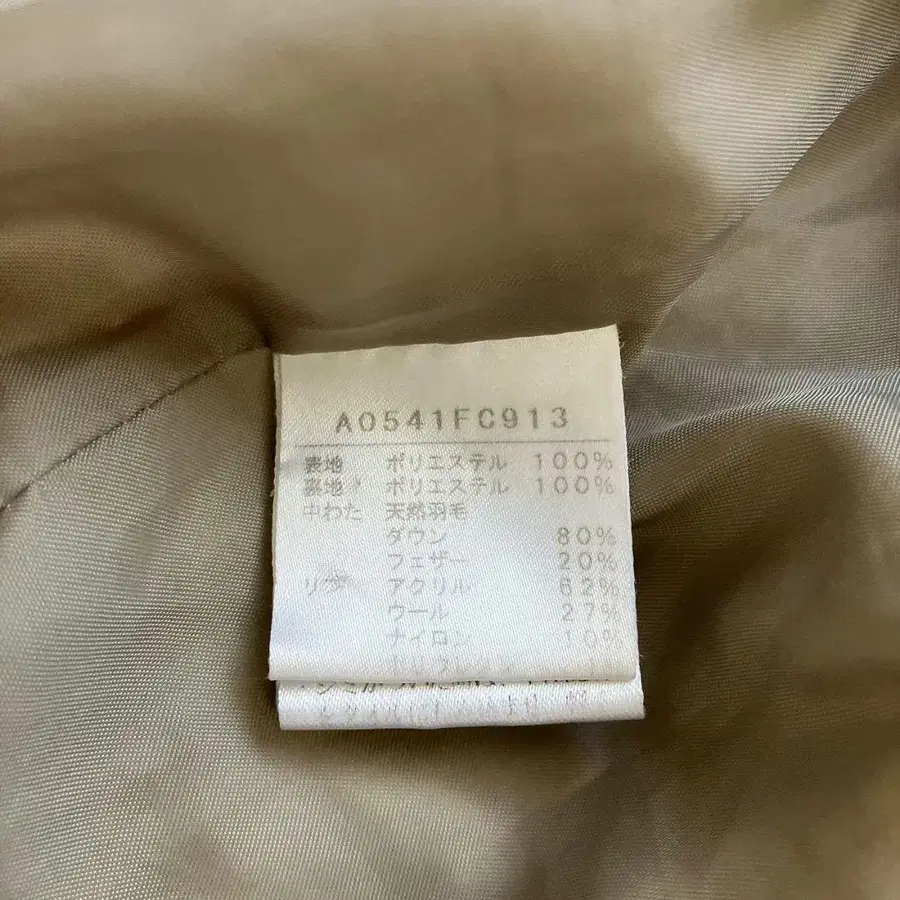 A0541FC913
表地 ポリエステル 100%
裏地 ポリエステル 100%
中わた 天然羽毛
ダウン 80%
フェザー 20%
リブ アクリル 62%
ウール 27%
ナイロン 10%